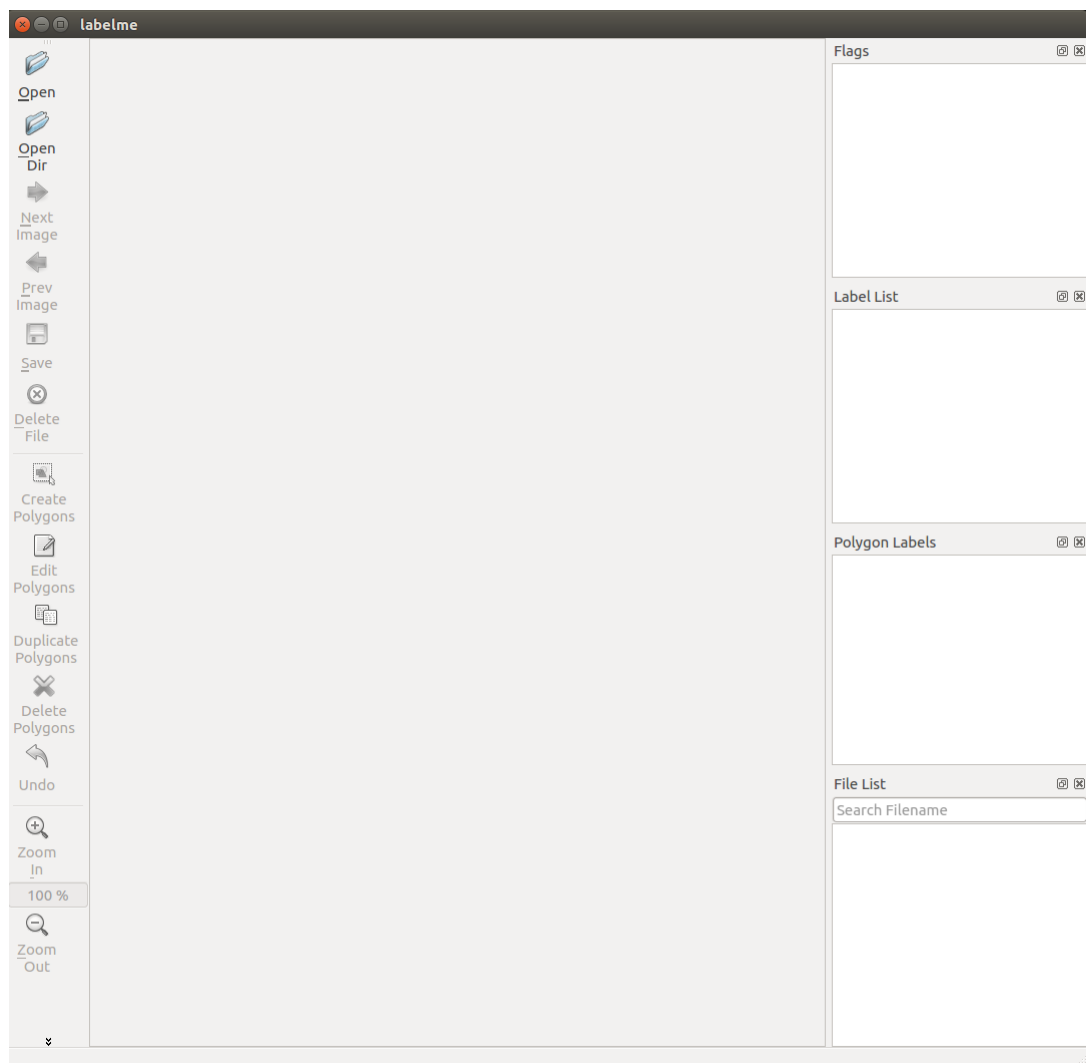 labelme
Open
Open
Dir
Next
Image
Prev
Image
Save
Delete
File
Create
Polygons
Edit
Polygons
Duplicate
Polygons
Delete
Polygons
Undo
Zoom
In
100 %
Zoom
Out
Flags
Label List
Polygon Labels
File List
Search Filename